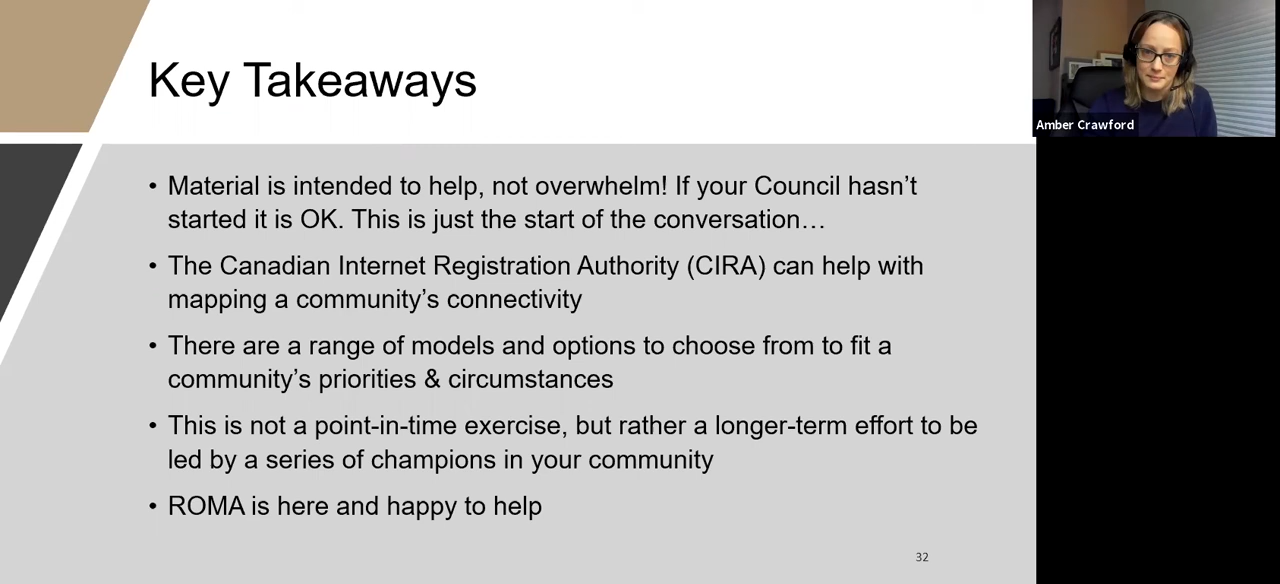 Key Takeaways
Amber Crawford
• Material is intended to help, not overwhelm! If your Council hasn’t
started it is OK. This is just the start of the conversation…
• The Canadian Internet Registration Authority (CIRA) can help with
mapping a community’s connectivity
• There are a range of models and options to choose from to fit a
community’s priorities & circumstances
• This is not a point-in-time exercise, but rather a longer-term effort to be
led by a series of champions in your community
• ROMA is here and happy to help
32